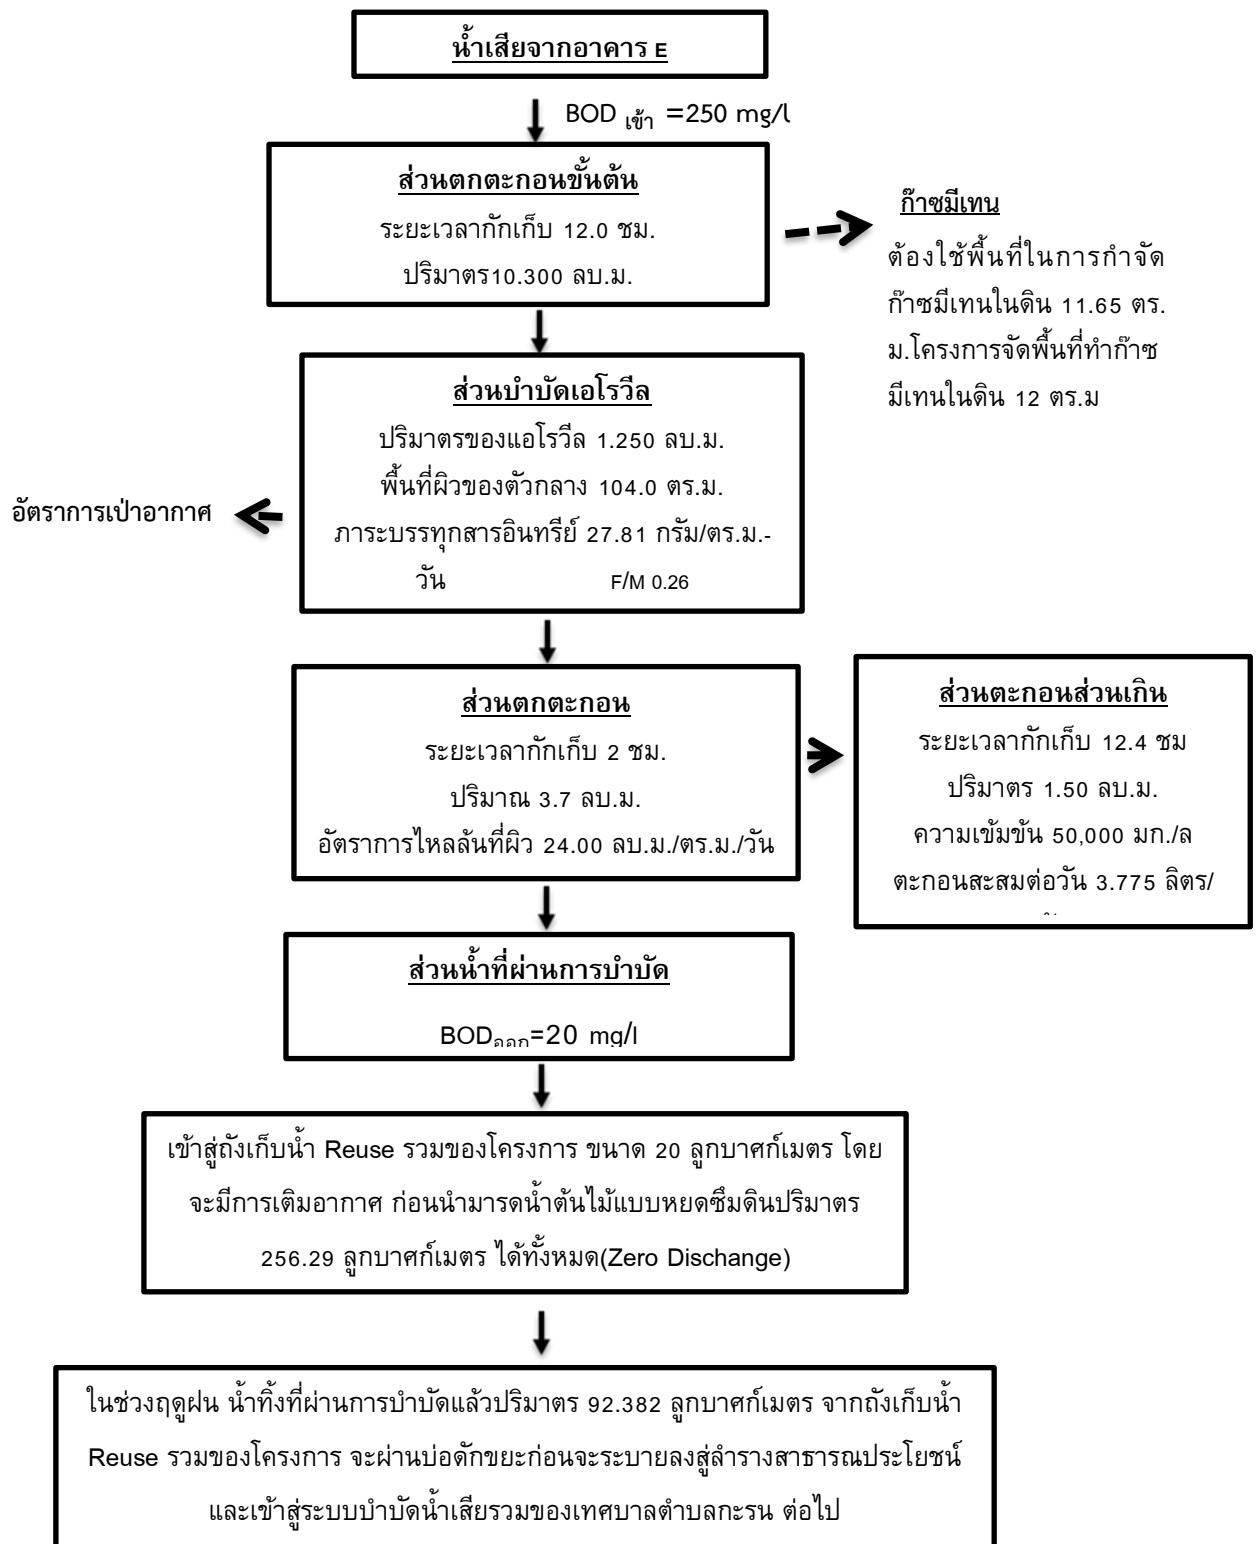 น้ำเสียจากอาคาร E
BOD เข้า =250 mg/l
ส่วนตกตะกอนขั้นต้น
ระยะเวลากักเก็บ 12.0 ชม.
ปริมาตร10.300 ลบ.ม.
ก๊าซมีเทน
ต้องใช้พื้นที่ในการกำจัด
ก๊าซมีเทนในดิน 11.65 ตร.
ม.โครงการจัดพื้นที่ทำก๊าซ
มีเทนในดิน 12 ตร.ม
ส่วนบำบัดเอโรวีล
ปริมาตรของแอโรวีล 1.250 ลบ.ม.
พื้นที่ผิวของตัวกลาง 104.0 ตร.ม.
ภาระบรรทุกสารอินทรีย์ 27.81 กรัม/ตร.ม.-
วัน F/M 0.26
อัตราการเป่าอากาศ
ส่วนตกตะกอน
ระยะเวลากักเก็บ 2 ชม.
ปริมาณ 3.7 ลบ.ม.
อัตราการไหลล้นที่ผิว 24.00 ลบ.ม./ตร.ม./วัน
ส่วนตะกอนส่วนเกิน
ระยะเวลากักเก็บ 12.4 ชม
ปริมาตร 1.50 ลบ.ม.
ความเข้มข้น 50,000 มก./ล
ตะกอนสะสมต่อวัน 3.775 ลิตร/
ส่วนน้ำที่ผ่านการบำบัด
BODออก=20 mg/l
เข้าสู่ถังเก็บน้ำ Reuse รวมของโครงการ ขนาด 20 ลูกบาศก์เมตร โดย
จะมีการเติมอากาศ ก่อนนำมารดน้ำต้นไม้แบบหยดซึมดินปริมาตร
256.29 ลูกบาศก์เมตร ได้ทั้งหมด(Zero Dischange)
ในช่วงฤดูฝน น้ำทิ้งที่ผ่านการบำบัดแล้วปริมาตร 92.382 ลูกบาศก์เมตร จากถังเก็บน้ำ
Reuse รวมของโครงการ จะผ่านบ่อดักขยะก่อนจะระบายลงสู่ลำรางสาธารณประโยชน์
และเข้าสู่ระบบบำบัดน้ำเสียรวมของเทศบาลตำบลกะรน ต่อไป